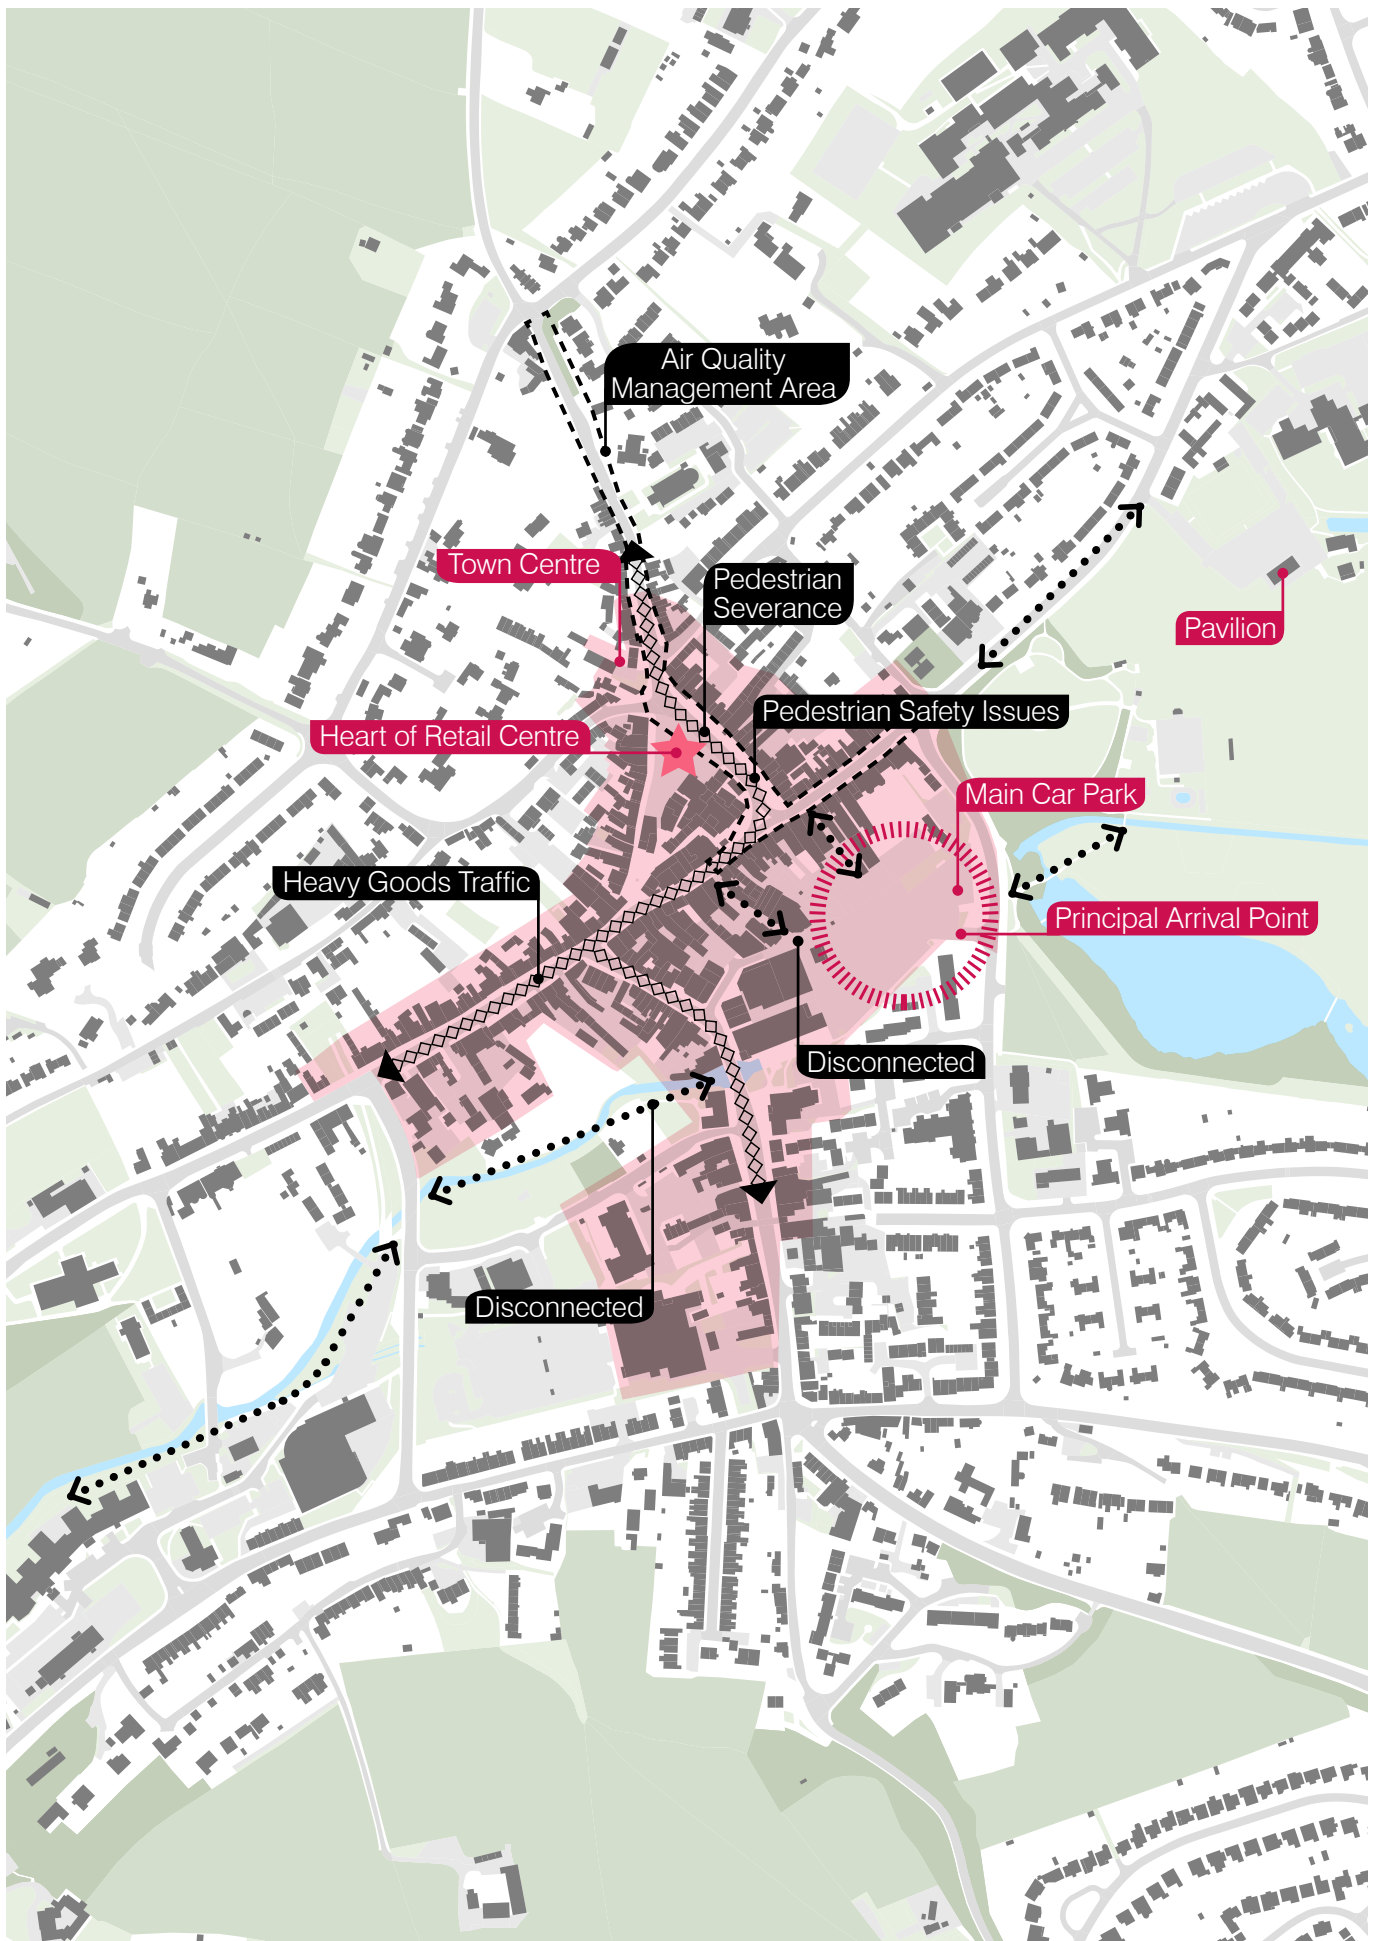 Air Quality
Management Area
Town Centre
Pedestrian
Severance
Pavilion
Pedestrian Safety Issues
Heart of Retail Centre
Main Car Park
Heavy Goods Traffic
Principal Arrival Point
Disconnected
Disconnected